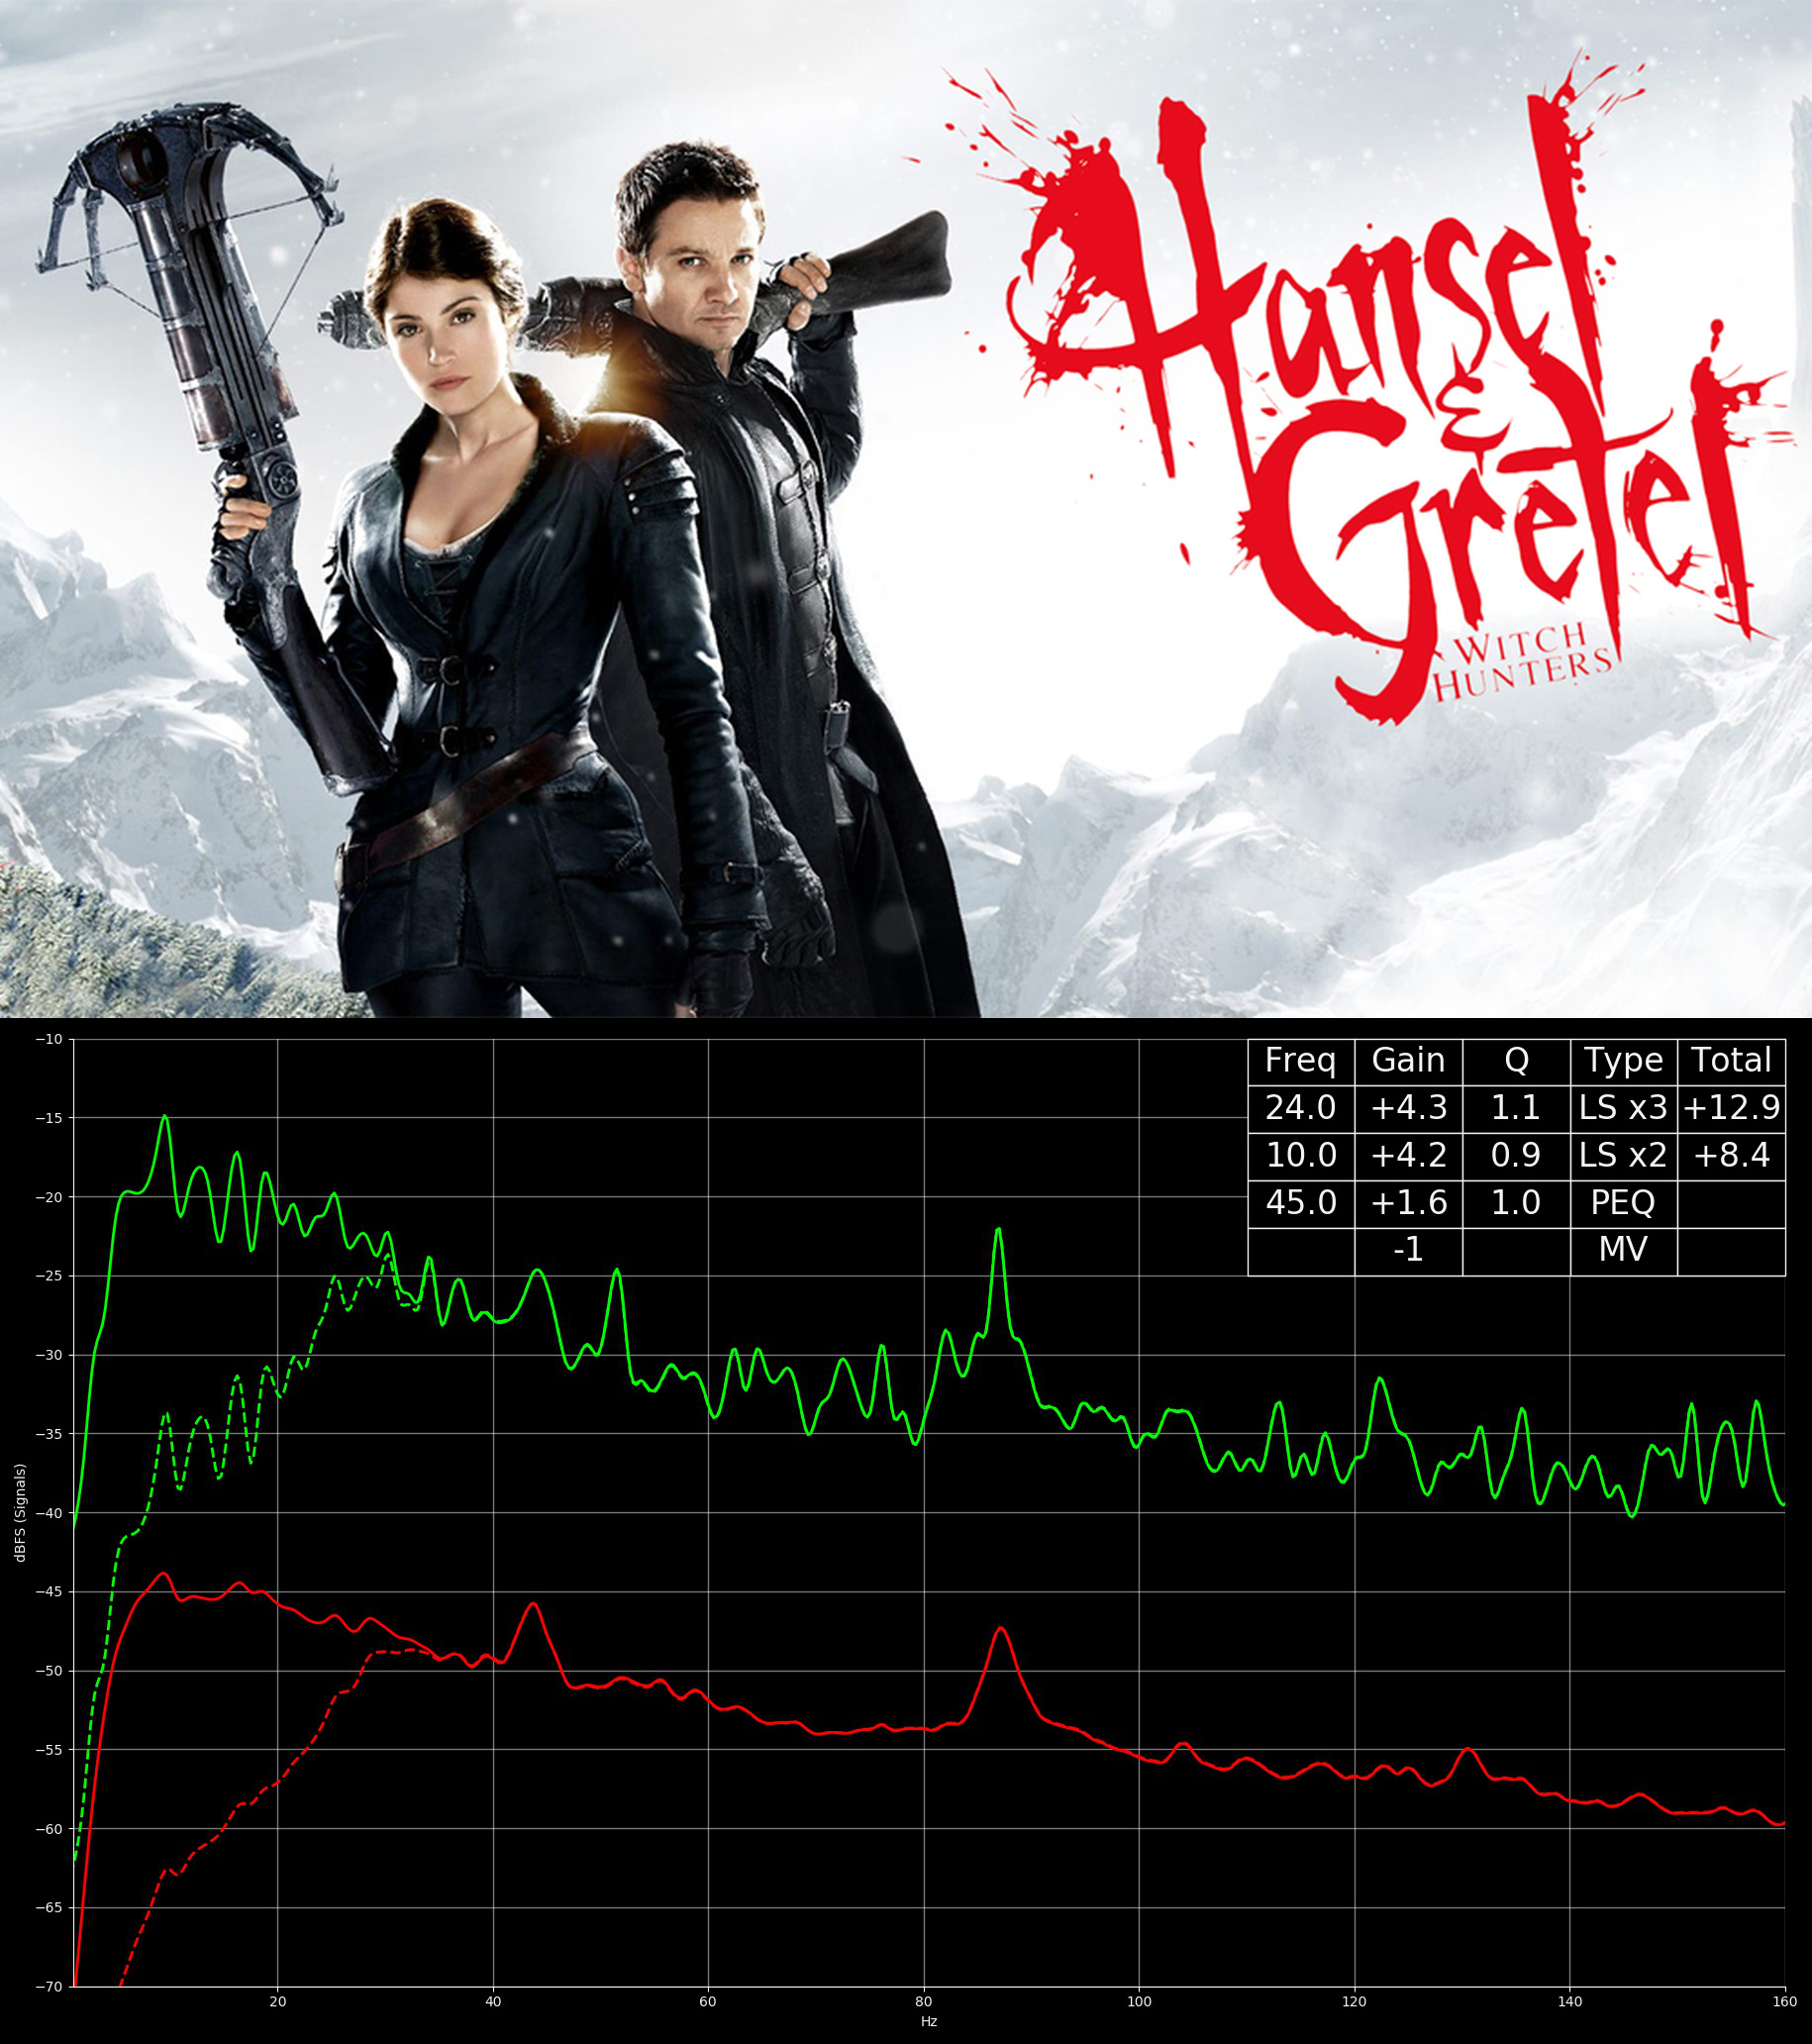 Hansel
&
Gretel
WITCH
HUNTERS
Freq Gain Q Type Total
24.0 +4.3 1.1 LS x3 +12.9
10.0 +4.2 0.9 LS x2 +8.4
45.0 +1.6 1.0 PEQ
-1 MV
−10
−15
−20
−25
−30
−35
−40
−45
−50
−55
−60
−65
−70
dBFS (Signals)
20 40 60 80 100 120 140 160
Hz